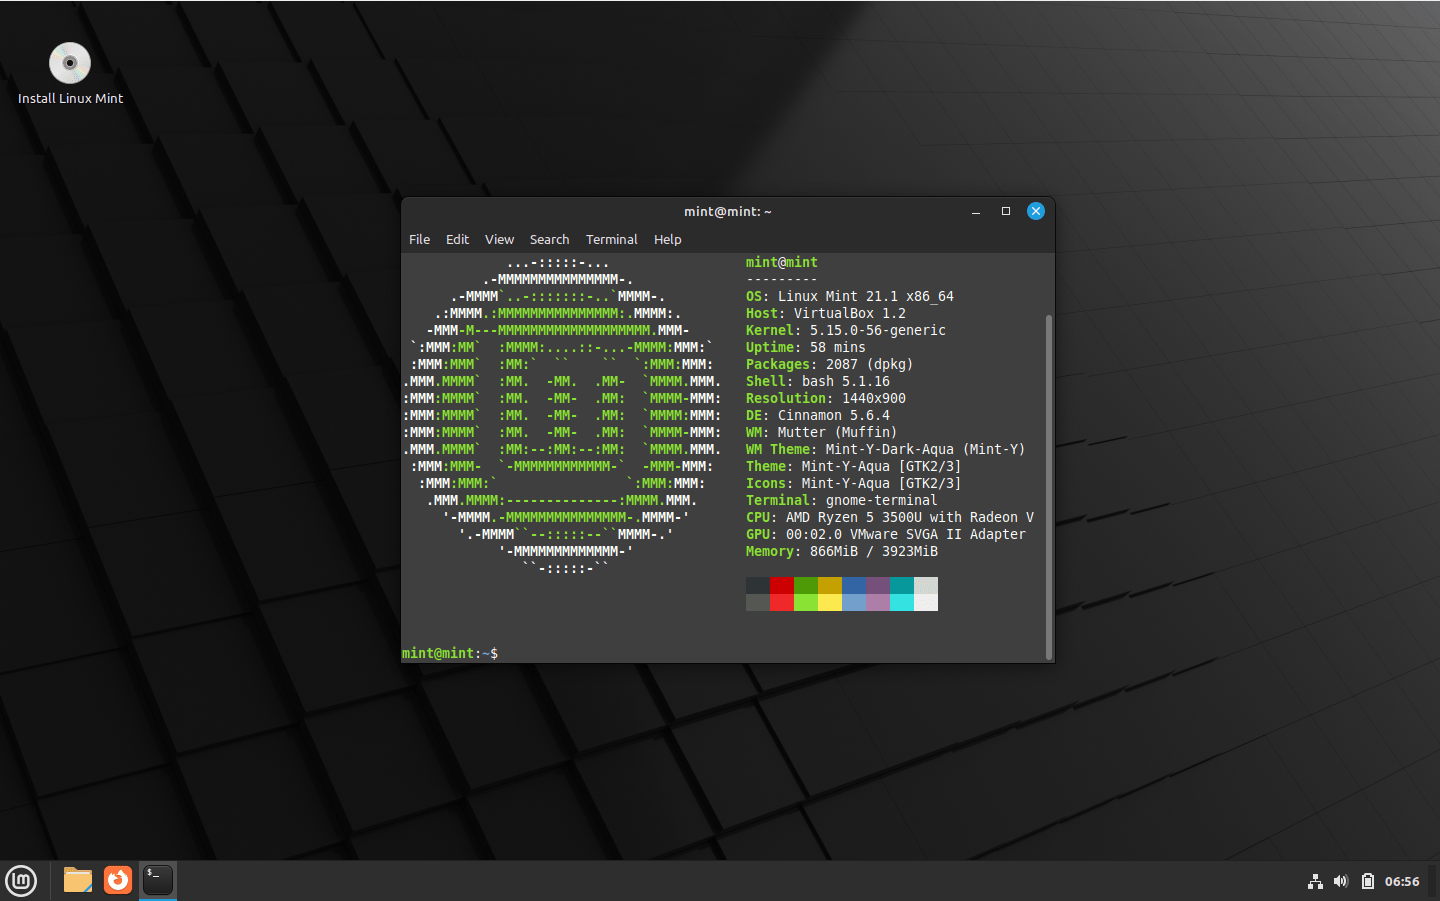 Install Linux Mint
mint@mint: ~
File Edit View Search Terminal Help
             ...-:::::-...
          .-MMMMMMMMMMMMMMM-.
      .-MMMM`..-:::::::-..`MMMM-.
    .:MMMM.:MMMMMMMMMMMMMMM:.MMMM:.
   -MMM-M---MMMMMMMMMMMMMMMMMMM.MMM-
 `:MMM:MM`  :MMMM:....::-...-MMMM:MMM:`
 :MMM:MMM`  :MM:`  ``    ``  `:MMM:MMM:
.MMM.MMMM`  :MM.  -MM.  .MM-  `MMMM.MMM.
:MMM:MMMM`  :MM.  -MM-  .MM:  `MMMM-MMM:
:MMM:MMMM`  :MM.  -MM-  .MM:  `MMMM:MMM:
:MMM:MMMM`  :MM.  -MM-  .MM:  `MMMM-MMM:
.MMM.MMMM`  :MM:--:MM:--:MM:  `MMMM.MMM.
 :MMM:MMM-  `-MMMMMMMMMMMM-`  -MMM-MMM:
  :MMM:MMM:`                `:MMM:MMM:
   .MMM.MMMM:--------------:MMMM.MMM.
     '-MMMM.-MMMMMMMMMMMMMMM-.MMMM-'
       '.-MMMM``--:::::--``MMMM-.'
            '-MMMMMMMMMMMMM-'
               ``-:::::-``
mint@mint
---------
OS: Linux Mint 21.1 x86_64
Host: VirtualBox 1.2
Kernel: 5.15.0-56-generic
Uptime: 58 mins
Packages: 2087 (dpkg)
Shell: bash 5.1.16
Resolution: 1440x900
DE: Cinnamon 5.6.4
WM: Mutter (Muffin)
WM Theme: Mint-Y-Dark-Aqua (Mint-Y)
Theme: Mint-Y-Aqua [GTK2/3]
Icons: Mint-Y-Aqua [GTK2/3]
Terminal: gnome-terminal
CPU: AMD Ryzen 5 3500U with Radeon V
GPU: 00:02.0 VMware SVGA II Adapter
Memory: 866MiB / 3923MiB
mint@mint:~$
$_
06:56